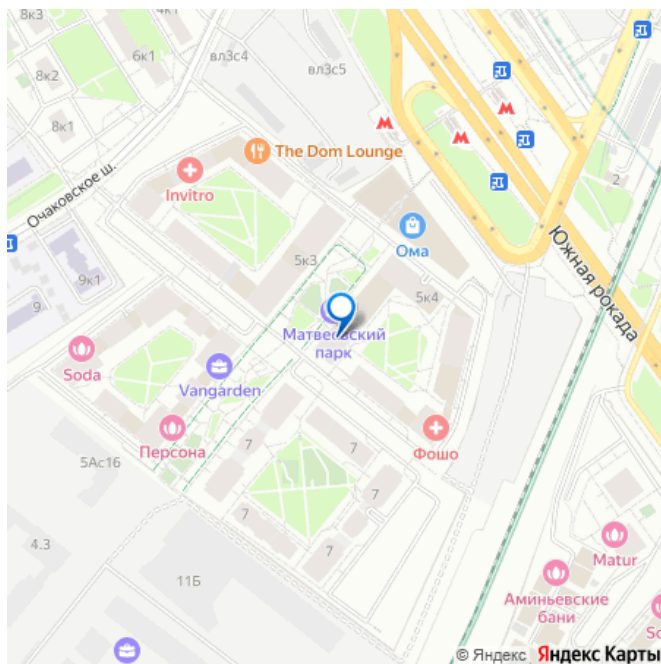 4к1
8к3
6к1
вл3с4
вл3с5
8к2
8к1
The Dom Lounge
Invitro
Очаковское ш.
2
Ома
Южная рокада
9к1
5к3
9
5к4
Матвеевский
парк
Soda
Vangarden
Персона
Фошо
7
7
5Ас16
7
7
7
4.3
11Б
Matur
Аминьевские
бани
So
© Яндекс Яндекс Карты